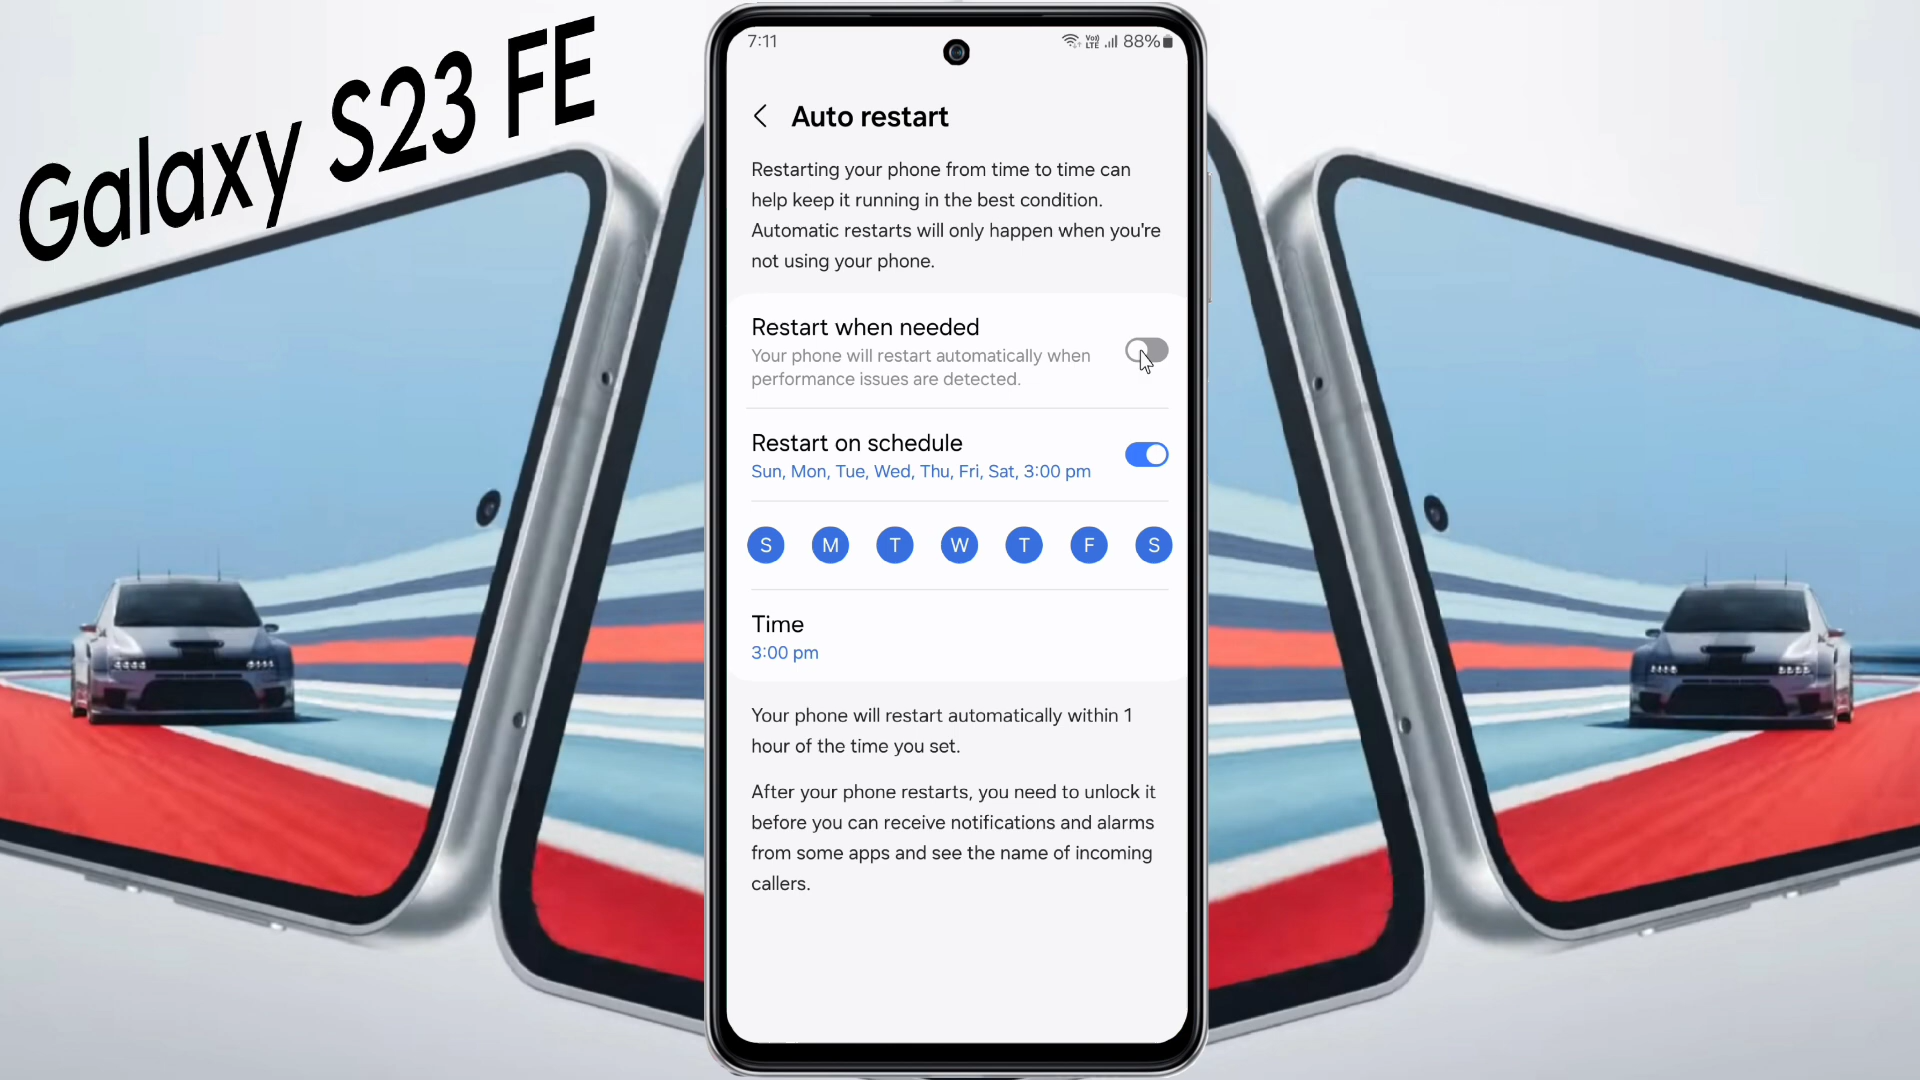 Galaxy S23 FE
7:11
Vo)) LTE 88%
Auto restart
Restarting your phone from time to time can
help keep it running in the best condition.
Automatic restarts will only happen when you're
not using your phone.
Restart when needed
Your phone will restart automatically when
performance issues are detected.
Restart on schedule
Sun, Mon, Tue, Wed, Thu, Fri, Sat, 3:00 pm
S M T W T F S
Time
3:00 pm
Your phone will restart automatically within 1
hour of the time you set.
After your phone restarts, you need to unlock it
before you can receive notifications and alarms
from some apps and see the name of incoming
callers.